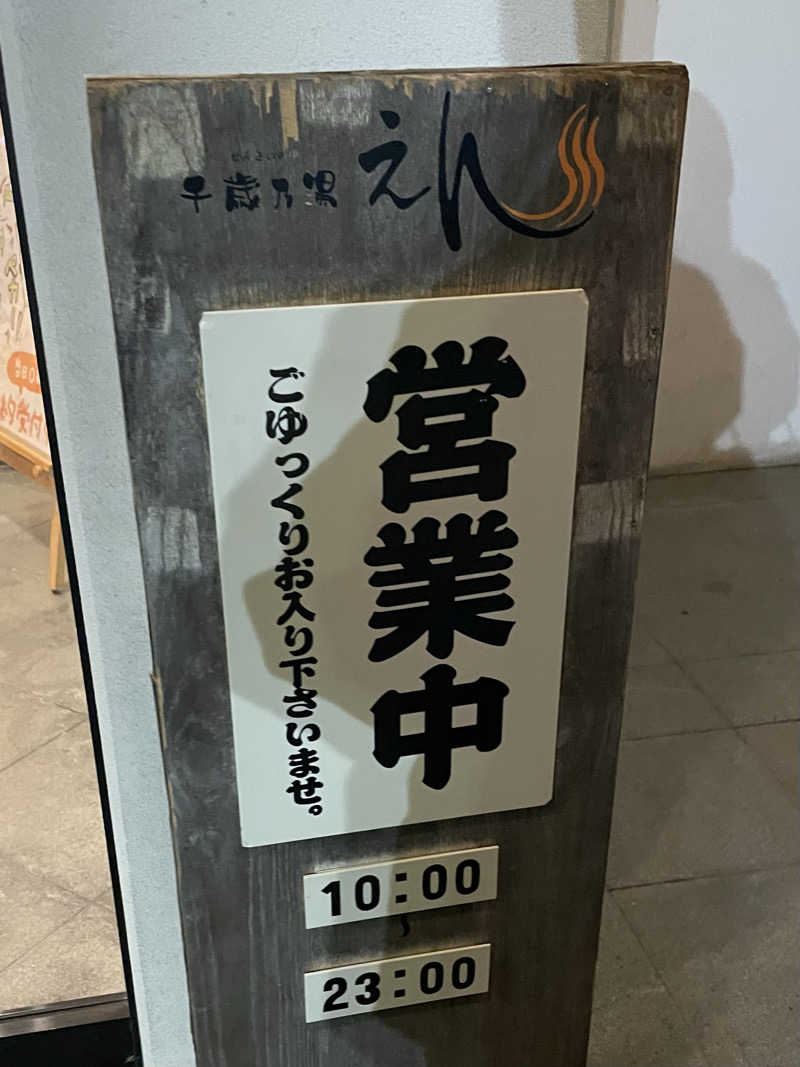 千歳乃湯 えん
営業中
ごゆっくりお入り下さいませ。
10:00
〜
23:00